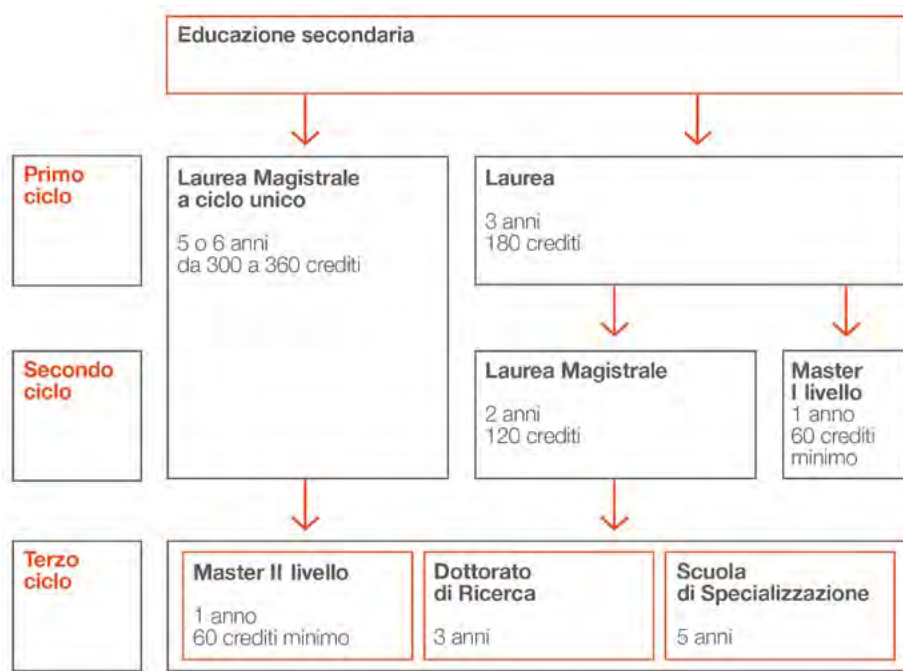 Educazione secondaria
Primo
ciclo
Laurea Magistrale
a ciclo unico
5 o 6 anni
da 300 a 360 crediti
Laurea
3 anni
180 crediti
Secondo
ciclo
Laurea Magistrale
2 anni
120 crediti
Master
I livello
1 anno
60 crediti
minimo
Terzo
ciclo
Master II livello
1 anno
60 crediti minimo
Dottorato
di Ricerca
3 anni
Scuola
di Specializzazione
5 anni